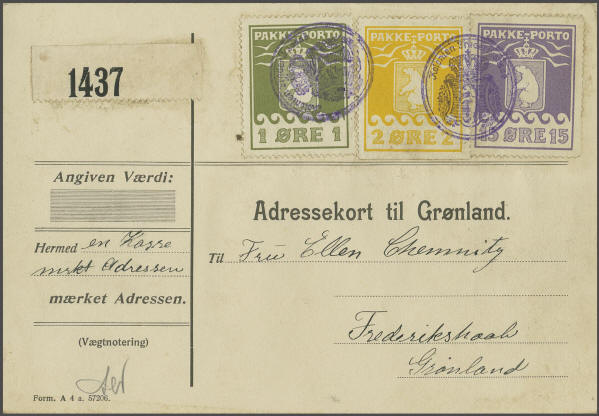 1437
PAKKE-PORTO
1 ØRE 1
PAKKE-PORTO
2 ØRE 2
PAKKE-PORTO
15 ØRE 15
Angiven Værdi:
Hermed en Kasse
mrkt Adressen
mærket Adressen.
(Vægtnotering)
Form. A 4 a. 57206.
Adressekort til Grønland.
Til Fru Ellen Chemnitz
Frederikshaab
Grønland